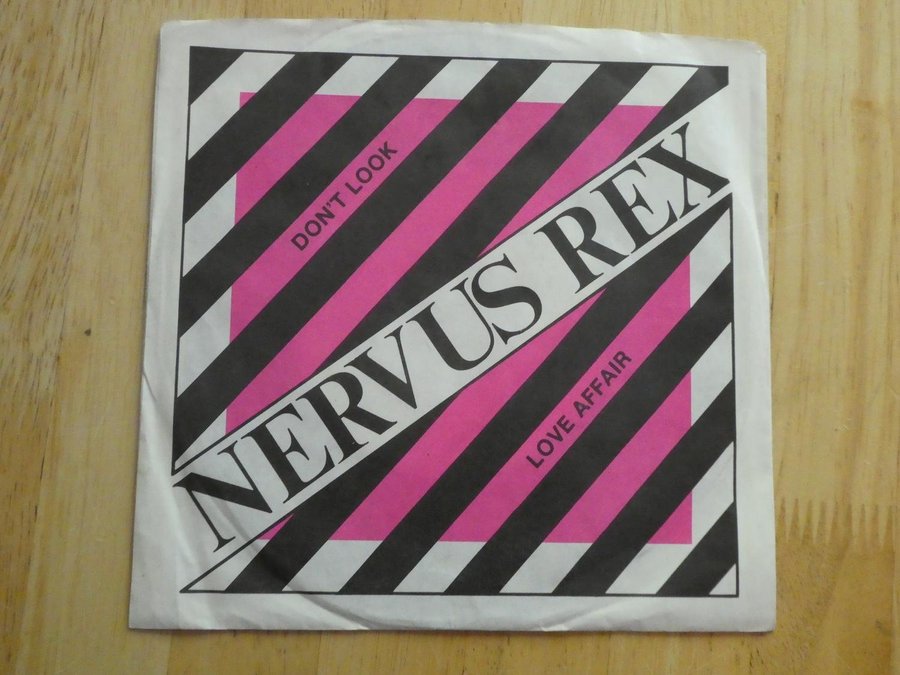 DON'T LOOK
NERVUS REX
LOVE AFFAIR